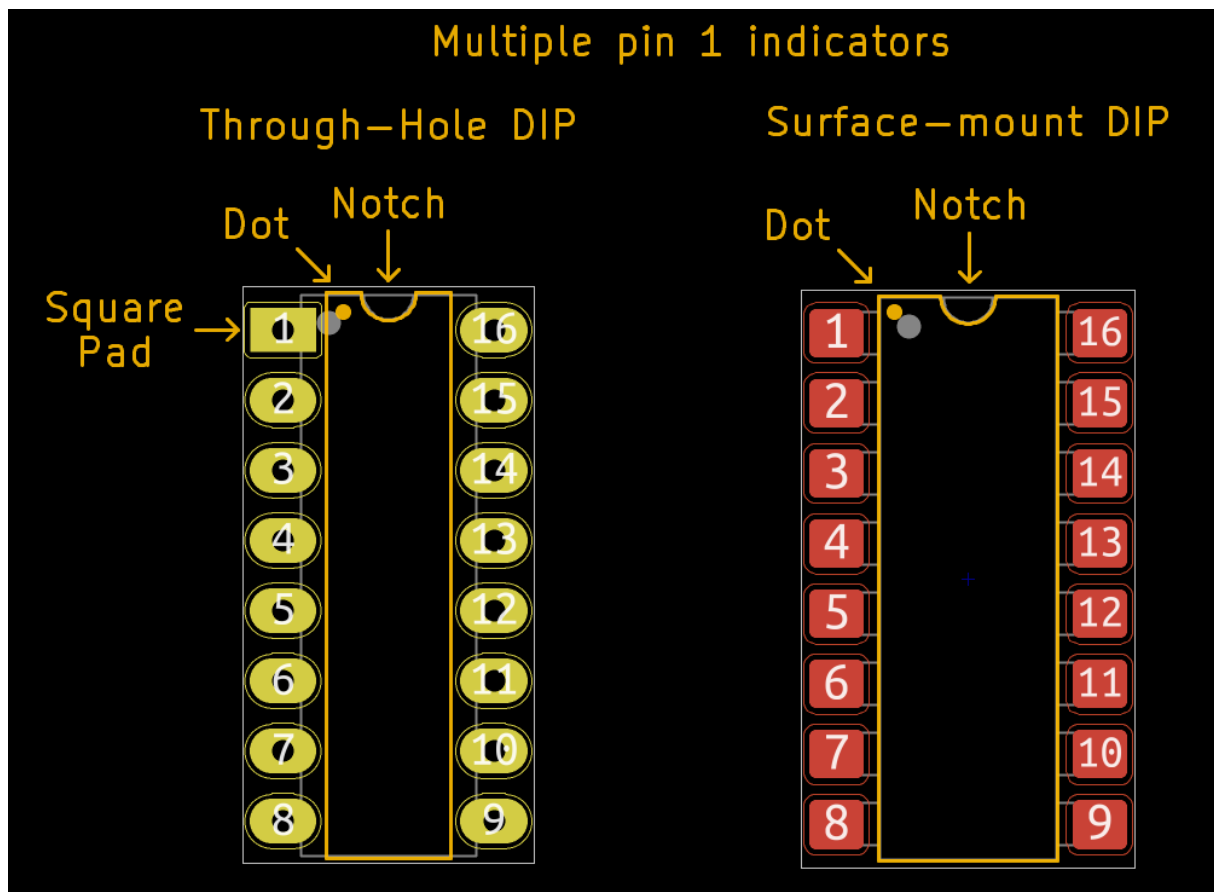 Multiple pin 1 indicators
Through-Hole DIP
Surface-mount DIP
Notch
Dot
Square
Pad
Notch
Dot
1 16
2 15
3 14
4 13
5 12
6 11
7 10
8 9
1 16
2 15
3 14
4 13
5 12
6 11
7 10
8 9